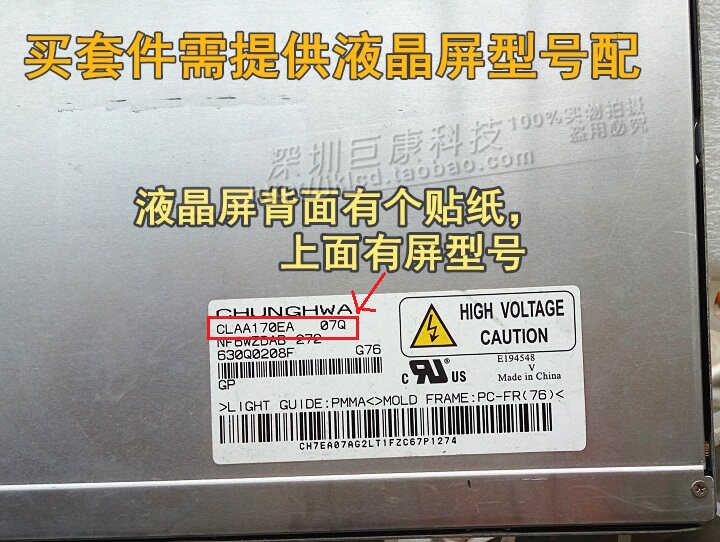 买套件需提供液晶屏型号配
深圳巨康科技
100%实物拍摄
盗用必究
液晶屏背面有个贴纸，
上面有屏型号
CHUNGHWA
CLAA170EA 07Q
NF6WZDAB 272
630Q0208F G76
GP
HIGH VOLTAGE
CAUTION
C UL US
E194548
V
Made in China
>LIGHT GUIDE:PMMA<>MOLD FRAME:PC-FR(76)<
CH7EA07AG2LT1FZC67P1274